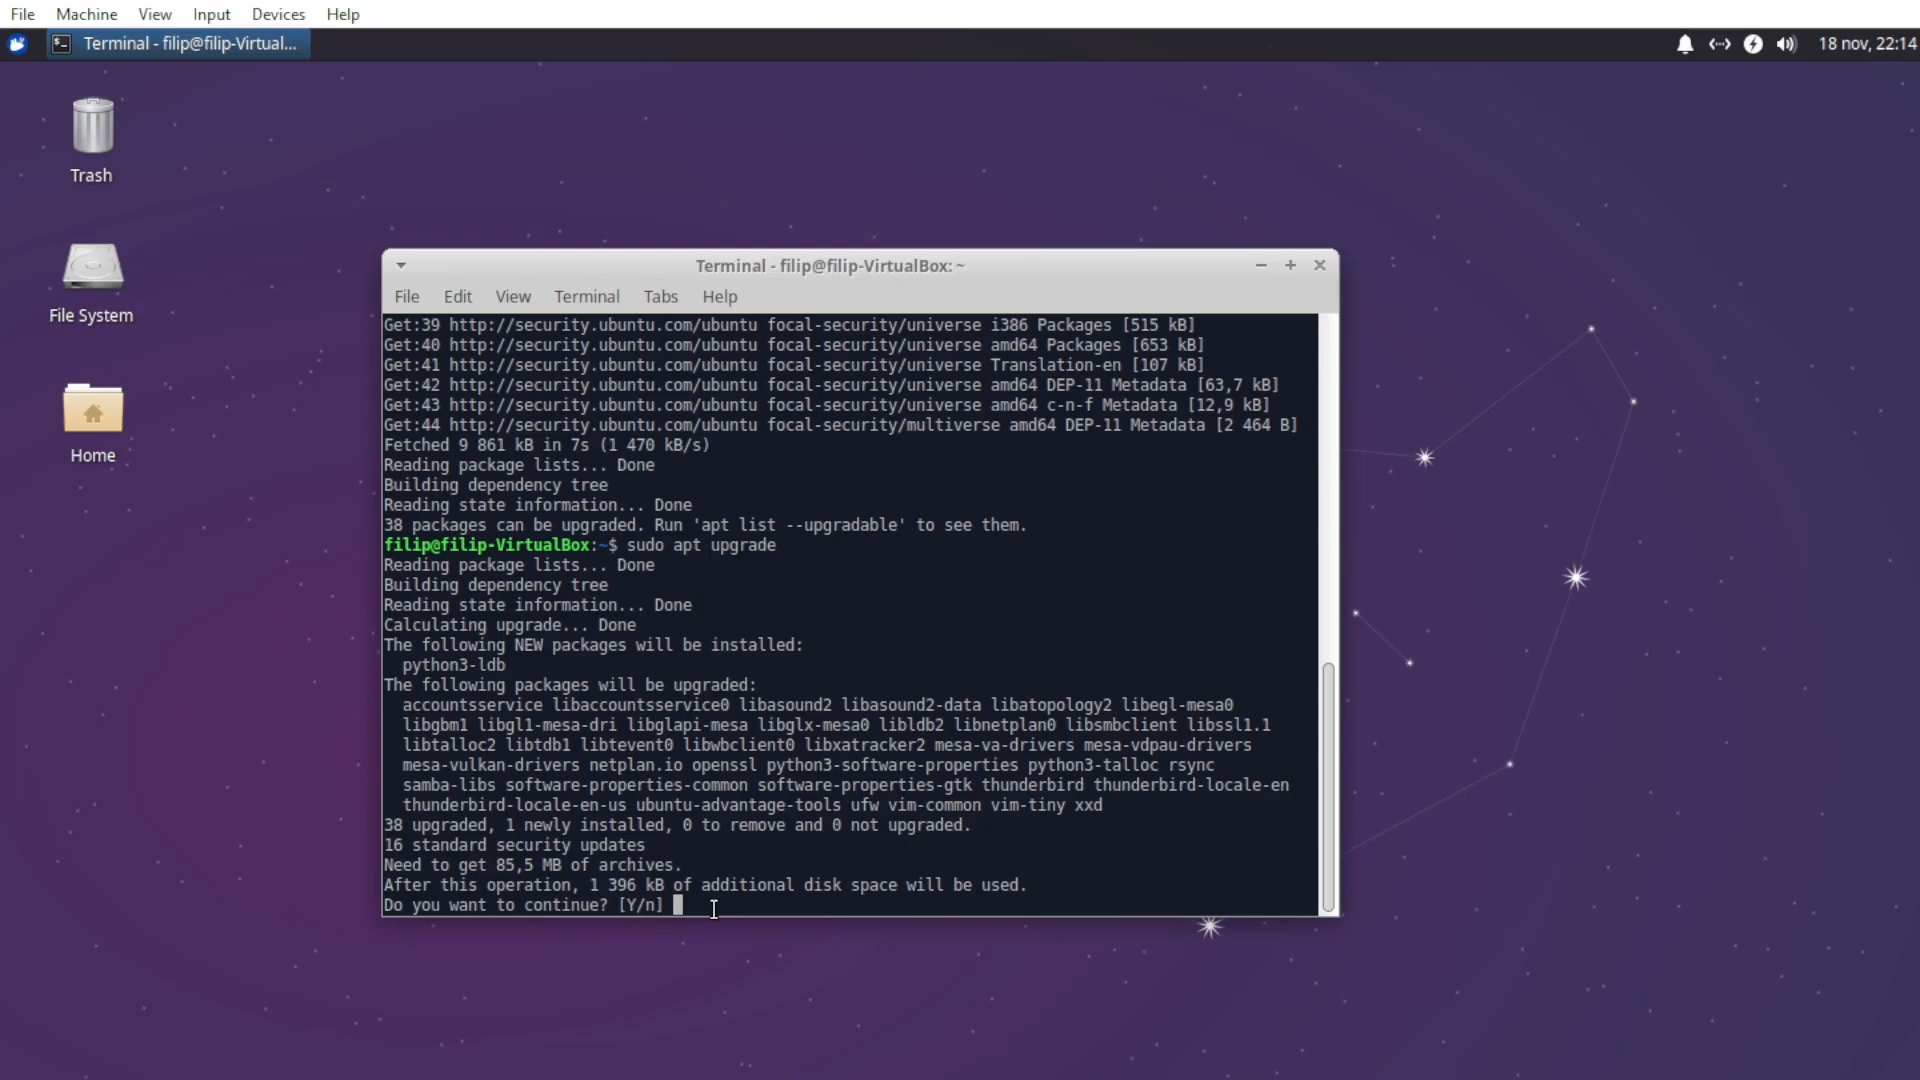 File Machine View Input Devices Help
Terminal - filip@filip-Virtual... 18 nov, 22:14
Trash
File System
Home
Terminal - filip@filip-VirtualBox: ~
File Edit View Terminal Tabs Help
Get:39 http://security.ubuntu.com/ubuntu focal-security/universe i386 Packages [515 kB]
Get:40 http://security.ubuntu.com/ubuntu focal-security/universe amd64 Packages [653 kB]
Get:41 http://security.ubuntu.com/ubuntu focal-security/universe Translation-en [107 kB]
Get:42 http://security.ubuntu.com/ubuntu focal-security/universe amd64 DEP-11 Metadata [63,7 kB]
Get:43 http://security.ubuntu.com/ubuntu focal-security/universe amd64 c-n-f Metadata [12,9 kB]
Get:44 http://security.ubuntu.com/ubuntu focal-security/multiverse amd64 DEP-11 Metadata [2 464 B]
Fetched 9 861 kB in 7s (1 470 kB/s)
Reading package lists... Done
Building dependency tree
Reading state information... Done
38 packages can be upgraded. Run 'apt list --upgradable' to see them.
filip@filip-VirtualBox:~$ sudo apt upgrade
Reading package lists... Done
Building dependency tree
Reading state information... Done
Calculating upgrade... Done
The following NEW packages will be installed:
python3-ldb
The following packages will be upgraded:
accountsservice libaccountsservice0 libasound2 libasound2-data libatopology2 libegl-mesa0
libgbm1 libgl1-mesa-dri libglapi-mesa libglx-mesa0 libldb2 libnetplan0 libsmbclient libssl1.1
libtalloc2 libtdb1 libtevent0 libwbclient0 libxatracker2 mesa-va-drivers mesa-vdpau-drivers
mesa-vulkan-drivers netplan.io openssl python3-software-properties python3-talloc rsync
samba-libs software-properties-common software-properties-gtk thunderbird thunderbird-locale-en
thunderbird-locale-en-us ubuntu-advantage-tools ufw vim-common vim-tiny xxd
38 upgraded, 1 newly installed, 0 to remove and 0 not upgraded.
16 standard security updates
Need to get 85,5 MB of archives.
After this operation, 1 396 kB of additional disk space will be used.
Do you want to continue? [Y/n]